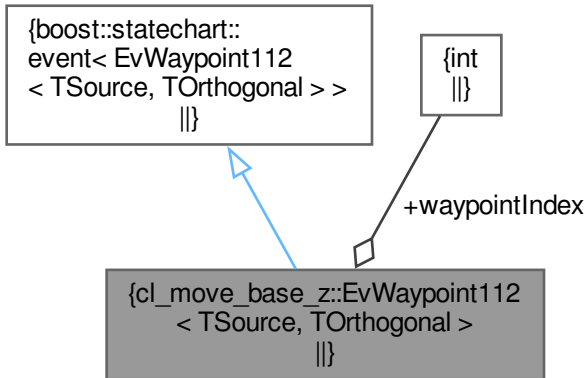 {boost::statechart::
event< EvWaypoint112
< TSource, TOrthogonal > >
||}
{int
||}
+waypointIndex
{cl_move_base_z::EvWaypoint112
< TSource, TOrthogonal >
||}